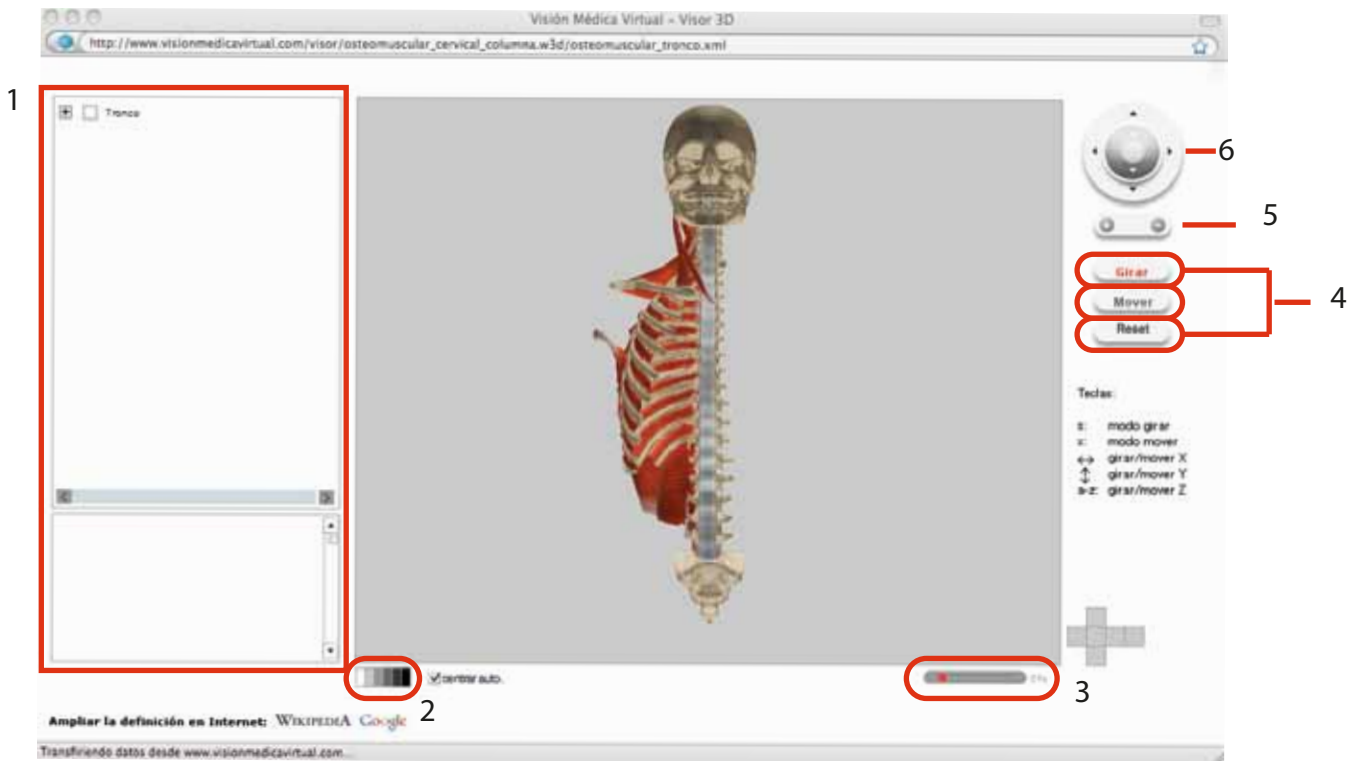 Visión Médica Virtual - Visor 3D
http://www.visionmedicavirtual.com/visor/osteomuscular_cervical_columna.w3d/osteomuscular_tronco.xml
1
Tronco
6
5
Girar
Mover
Reset
4
Teclas:
modo girar
modo mover
girar/mover X
girar/mover Y
a-z: girar/mover Z
centrar auto.
2
3
Ampliar la definición en Internet: WIKIPEDIA Google
Transfiriendo datos desde www.visionmedicavirtual.com...